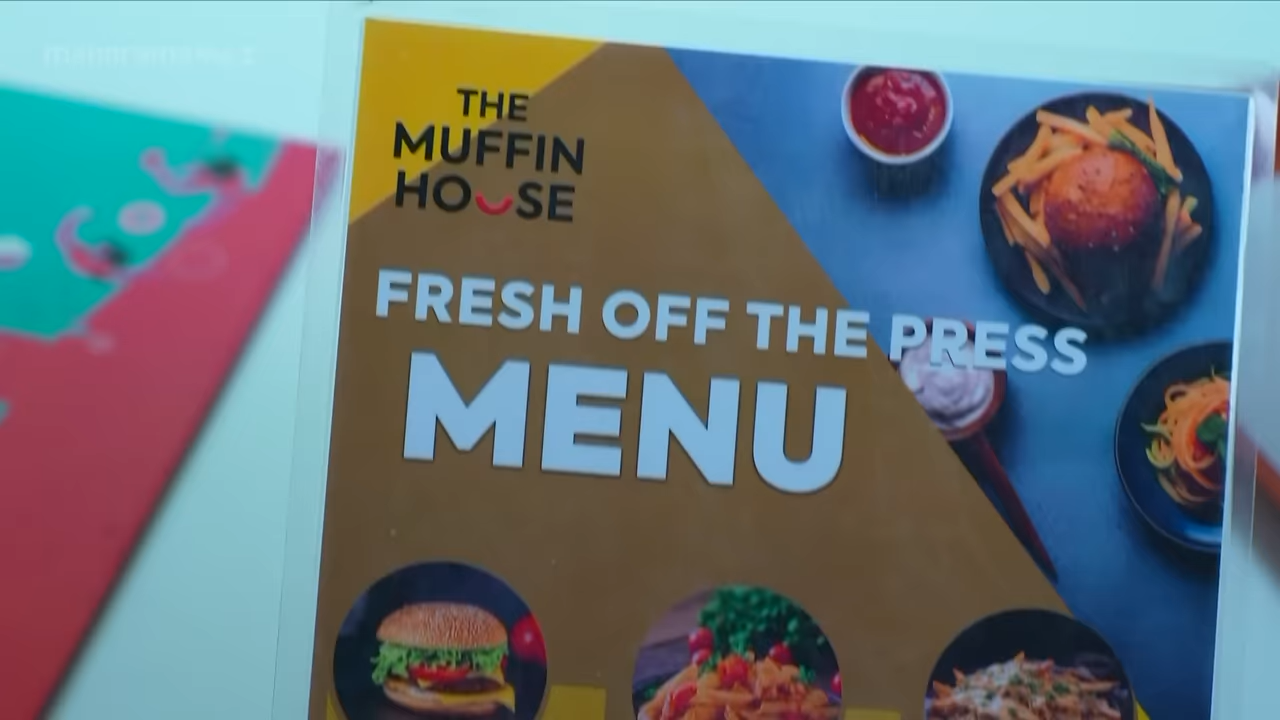 THE
MUFFIN
HOUSE
FRESH OFF THE PRESS
MENU